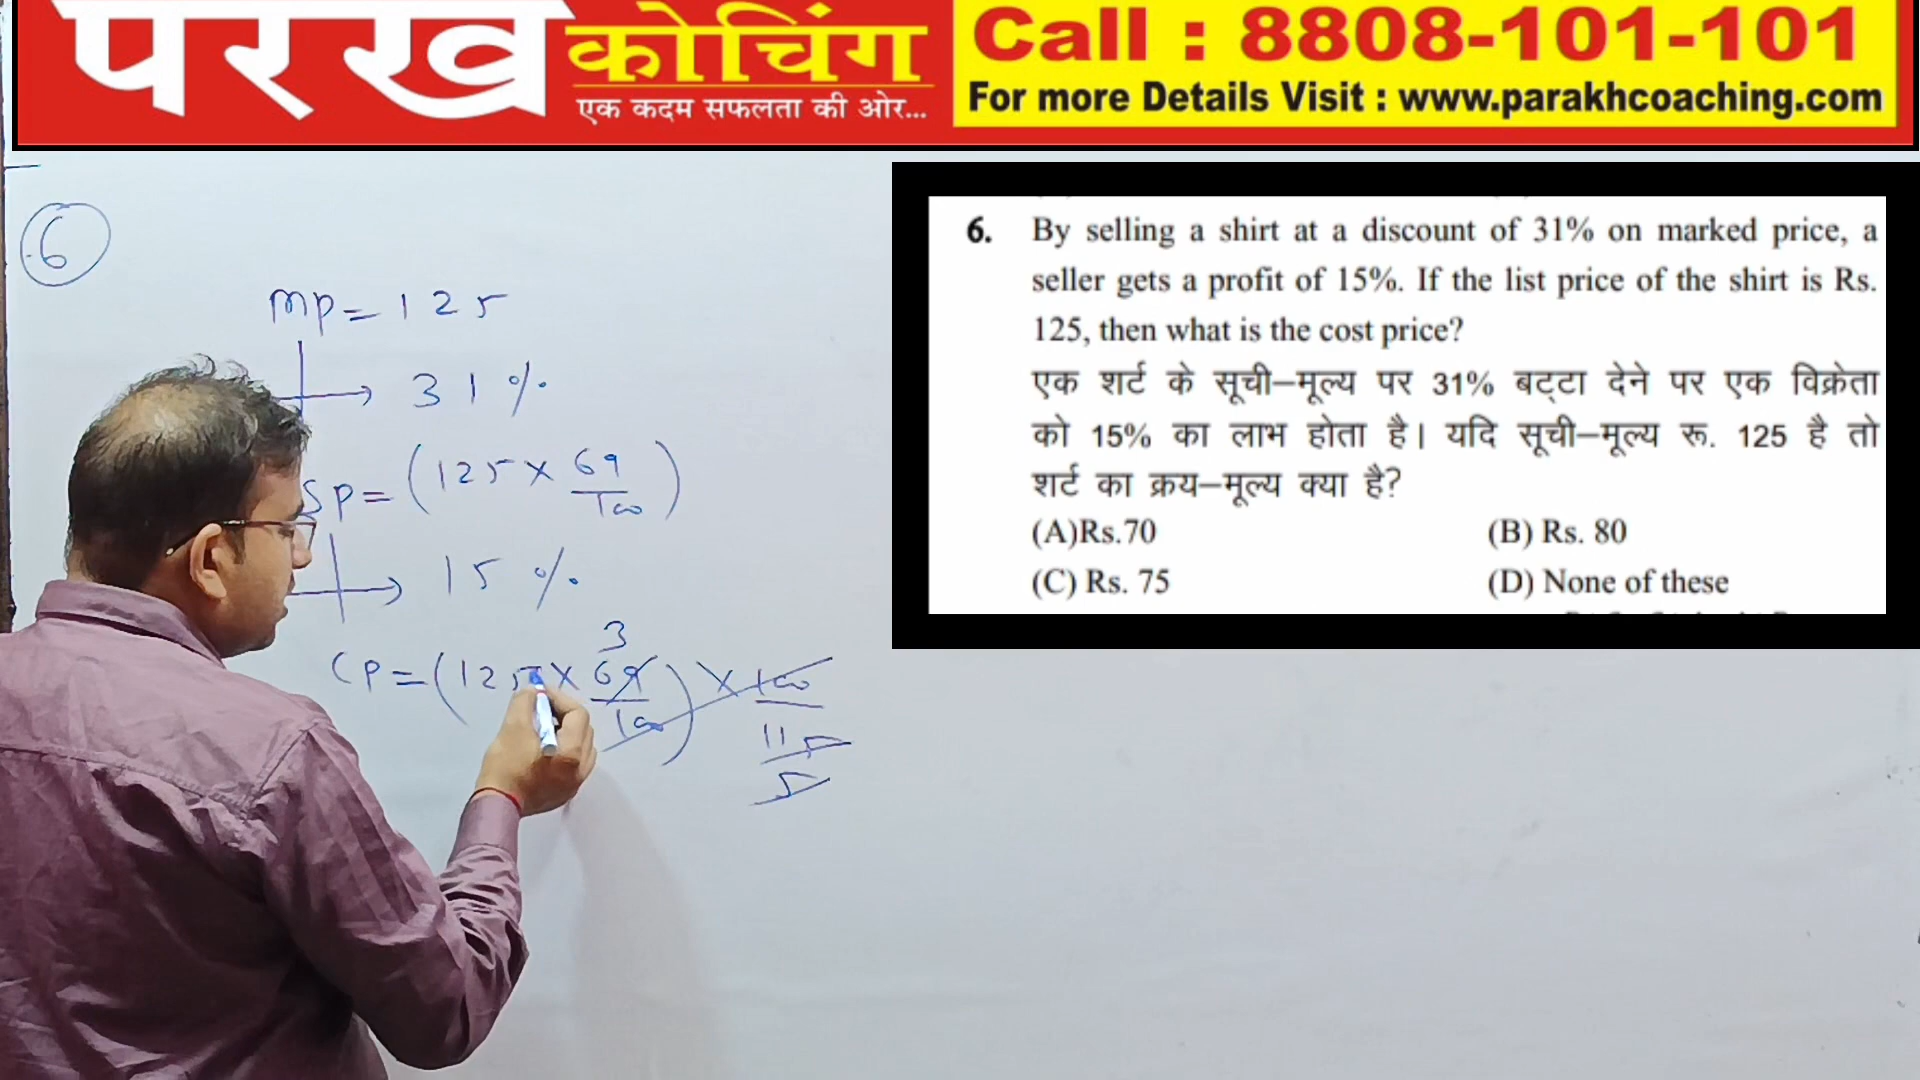 परख कोचिंग
एक कदम सफलता की ओर...
Call : 8808-101-101
For more Details Visit : www.parakhcoaching.com
6
MP = 125
31 %
SP = (125 × 69/100)
15 %
3
CP = (125 × 69/100) × 100/115
5
6. By selling a shirt at a discount of 31% on marked price, a
seller gets a profit of 15%. If the list price of the shirt is Rs.
125, then what is the cost price?
एक शर्ट के सूची–मूल्य पर 31% बट्टा देने पर एक विक्रेता
को 15% का लाभ होता है। यदि सूची–मूल्य रू. 125 है तो
शर्ट का क्रय–मूल्य क्या है?
(A)Rs.70 (B) Rs. 80
(C) Rs. 75 (D) None of these